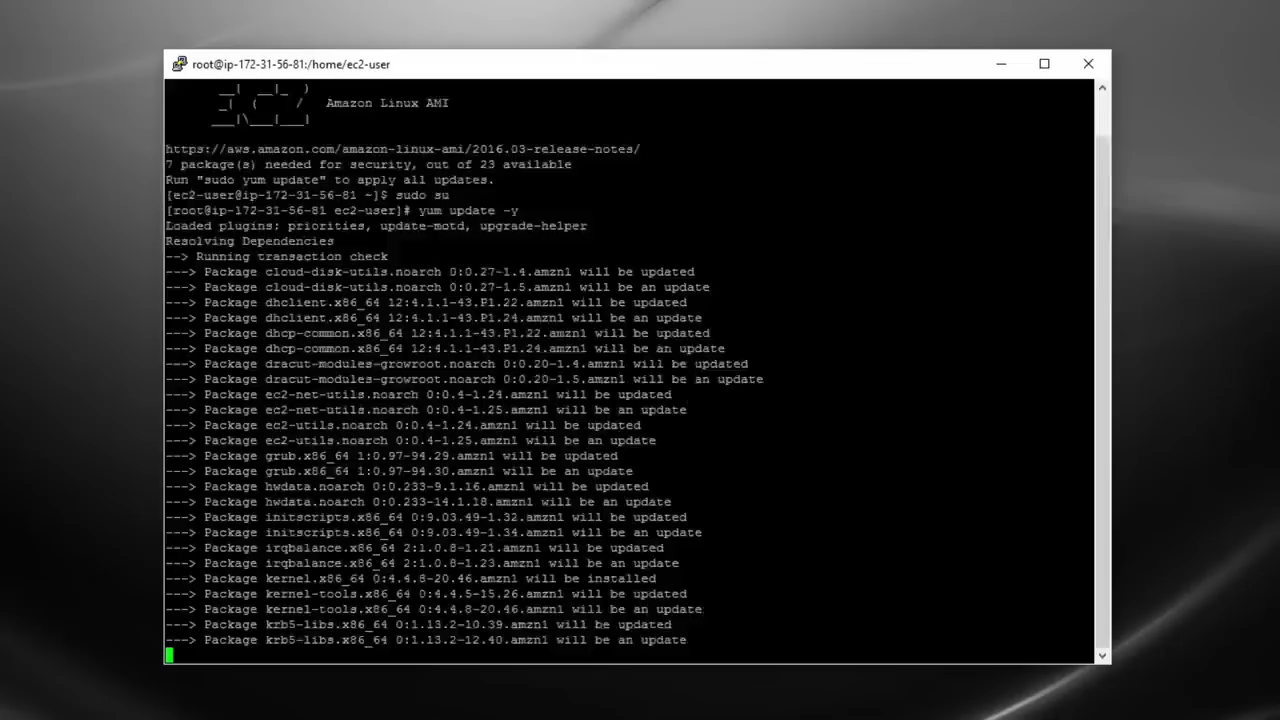 root@ip-172-31-56-81:/home/ec2-user
Amazon Linux AMI
https://aws.amazon.com/amazon-linux-ami/2016.03-release-notes/
7 package(s) needed for security, out of 23 available
Run "sudo yum update" to apply all updates.
[ec2-user@ip-172-31-56-81 ~]$ sudo su
[root@ip-172-31-56-81 ec2-user]# yum update -y
Loaded plugins: priorities, update-motd, upgrade-helper
Resolving Dependencies
--> Running transaction check
---> Package cloud-disk-utils.noarch 0:0.27-1.4.amzn1 will be updated
---> Package cloud-disk-utils.noarch 0:0.27-1.5.amzn1 will be an update
---> Package dhclient.x86_64 12:4.1.1-43.P1.22.amzn1 will be updated
---> Package dhclient.x86_64 12:4.1.1-43.P1.24.amzn1 will be an update
---> Package dhcp-common.x86_64 12:4.1.1-43.P1.22.amzn1 will be updated
---> Package dhcp-common.x86_64 12:4.1.1-43.P1.24.amzn1 will be an update
---> Package dracut-modules-growroot.noarch 0:0.20-1.4.amzn1 will be updated
---> Package dracut-modules-growroot.noarch 0:0.20-1.5.amzn1 will be an update
---> Package ec2-net-utils.noarch 0:0.4-1.24.amzn1 will be updated
---> Package ec2-net-utils.noarch 0:0.4-1.25.amzn1 will be an update
---> Package ec2-utils.noarch 0:0.4-1.24.amzn1 will be updated
---> Package ec2-utils.noarch 0:0.4-1.25.amzn1 will be an update
---> Package grub.x86_64 1:0.97-94.29.amzn1 will be updated
---> Package grub.x86_64 1:0.97-94.30.amzn1 will be an update
---> Package hwdata.noarch 0:0.233-9.1.16.amzn1 will be updated
---> Package hwdata.noarch 0:0.233-14.1.18.amzn1 will be an update
---> Package initscripts.x86_64 0:9.03.49-1.32.amzn1 will be updated
---> Package initscripts.x86_64 0:9.03.49-1.34.amzn1 will be an update
---> Package irqbalance.x86_64 2:1.0.8-1.21.amzn1 will be updated
---> Package irqbalance.x86_64 2:1.0.8-1.23.amzn1 will be an update
---> Package kernel.x86_64 0:4.4.8-20.46.amzn1 will be installed
---> Package kernel-tools.x86_64 0:4.4.5-15.26.amzn1 will be updated
---> Package kernel-tools.x86_64 0:4.4.8-20.46.amzn1 will be an update
---> Package krb5-libs.x86_64 0:1.13.2-10.39.amzn1 will be updated
---> Package krb5-libs.x86_64 0:1.13.2-12.40.amzn1 will be an update